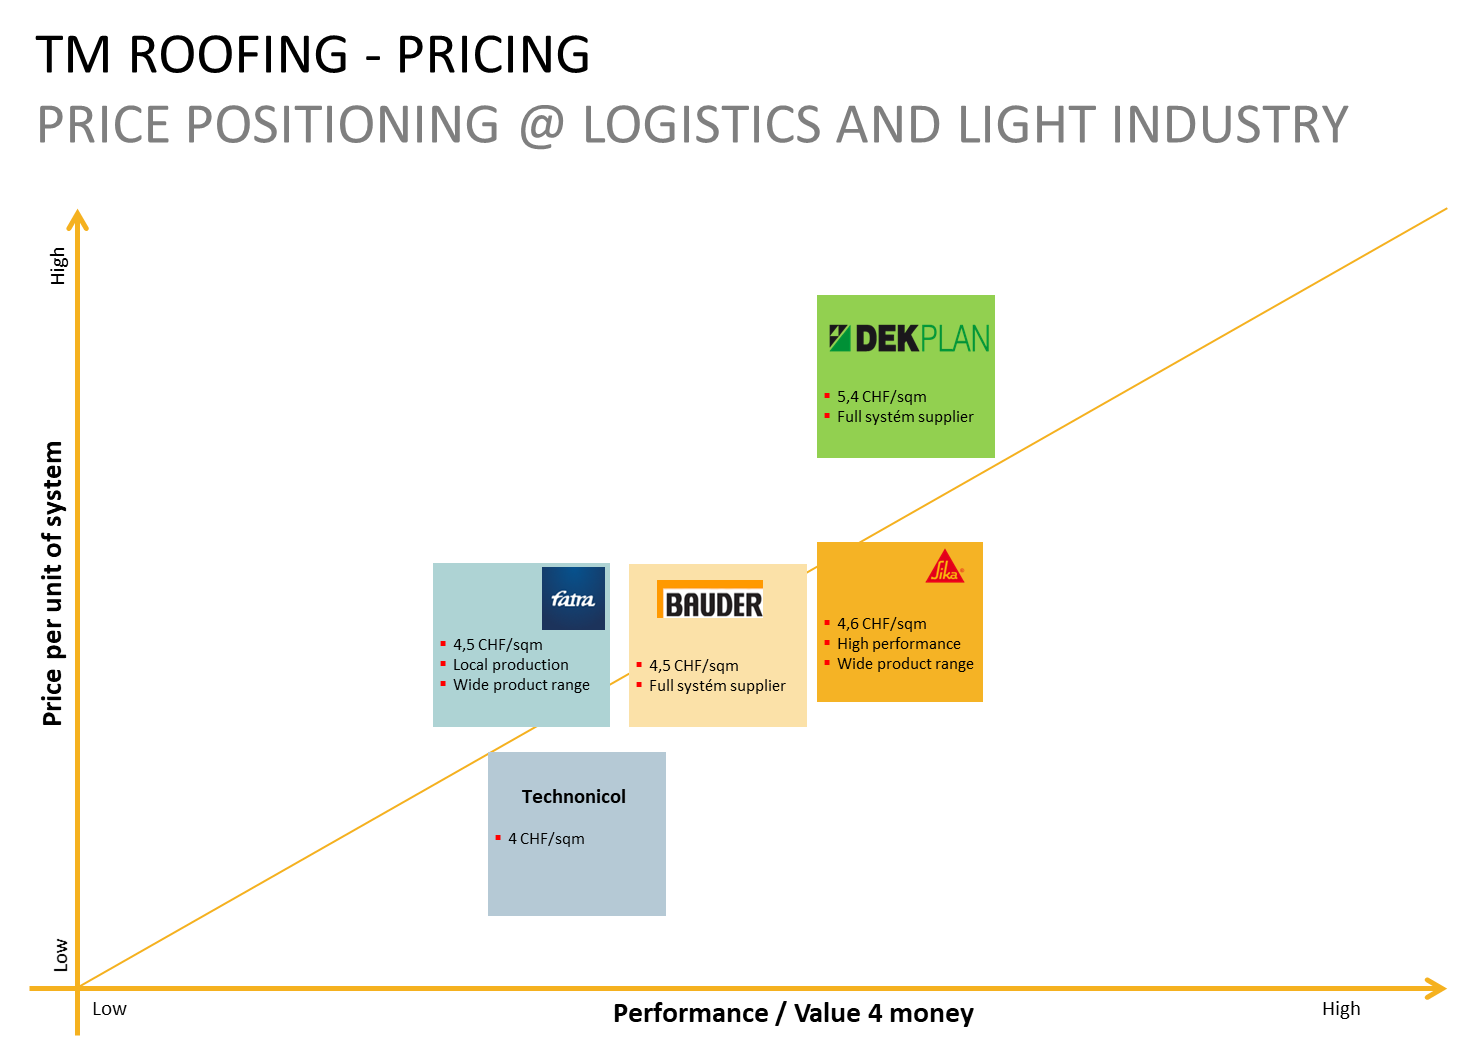 TM ROOFING - PRICING
PRICE POSITIONING @ LOGISTICS AND LIGHT INDUSTRY
High
Price per unit of system
Low
DEKPLAN
5,4 CHF/sqm
Full systém supplier
fatra
4,5 CHF/sqm
Local production
Wide product range
BAUDER
4,5 CHF/sqm
Full systém supplier
Sika®
4,6 CHF/sqm
High performance
Wide product range
Technonicol
4 CHF/sqm
Low
Performance / Value 4 money
High